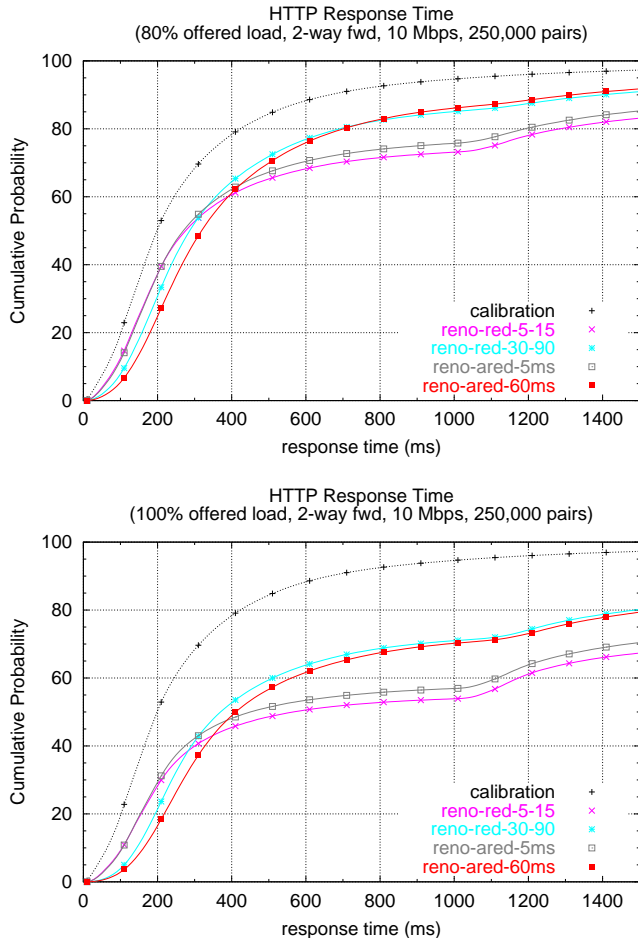 HTTP Response Time
(80% offered load, 2-way fwd, 10 Mbps, 250,000 pairs)
100
80
60
40
20
0
Cumulative Probability
calibration
reno-red-5-15
reno-red-30-90
reno-ared-5ms
reno-ared-60ms
0 200 400 600 800 1000 1200 1400
response time (ms)
HTTP Response Time
(100% offered load, 2-way fwd, 10 Mbps, 250,000 pairs)
100
80
60
40
20
0
Cumulative Probability
calibration
reno-red-5-15
reno-red-30-90
reno-ared-5ms
reno-ared-60ms
0 200 400 600 800 1000 1200 1400
response time (ms)